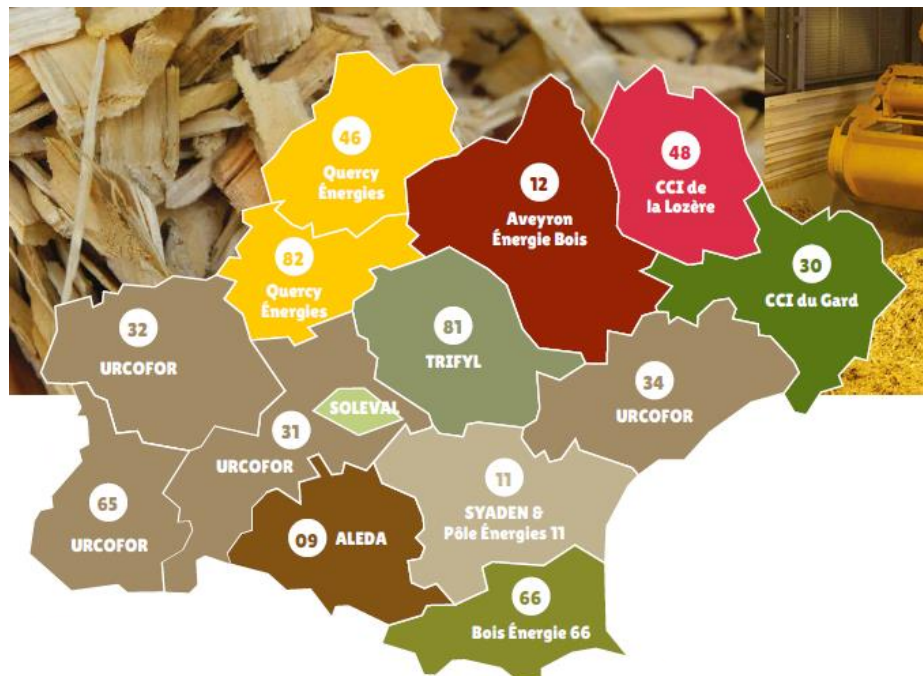 46
Quercy
Énergies
12
Aveyron
Énergie Bois
48
CCI de
la Lozère
82
Quercy
Énergies
30
CCI du Gard
32
URCOFOR
81
TRIFYL
34
URCOFOR
SOLEVAL
31
URCOFOR
65
URCOFOR
09 ALEDA
11
SYADEN &
Pôle Énergies 11
66
Bois Énergie 66